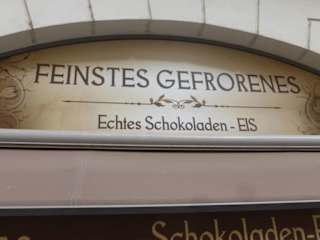 FEINSTES GEFRORENES
Echtes Schokoladen - EIS
Schokoladen-E